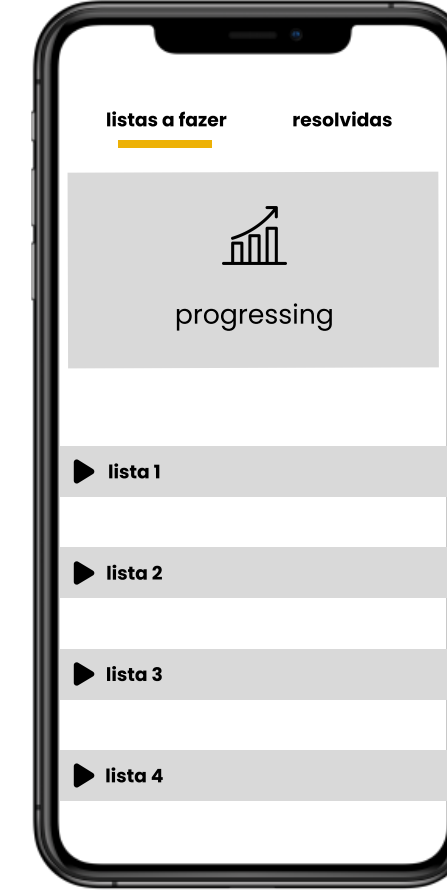 listas a fazer
resolvidas
progressing
lista 1
lista 2
lista 3
lista 4